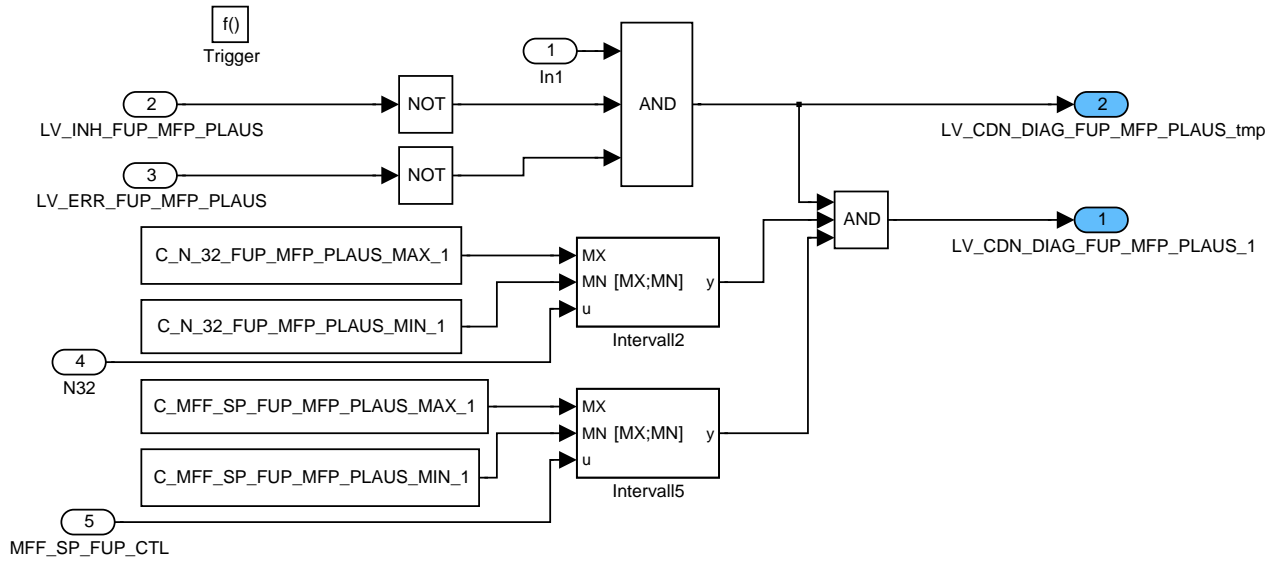 f()
Trigger
1
In1
2
LV_INH_FUP_MFP_PLAUS
NOT
AND
2
LV_CDN_DIAG_FUP_MFP_PLAUS_tmp
3
LV_ERR_FUP_MFP_PLAUS
NOT
AND
1
LV_CDN_DIAG_FUP_MFP_PLAUS_1
C_N_32_FUP_MFP_PLAUS_MAX_1
C_N_32_FUP_MFP_PLAUS_MIN_1
MX
MN [MX;MN] y
u
Intervall2
4
N32
C_MFF_SP_FUP_MFP_PLAUS_MAX_1
C_MFF_SP_FUP_MFP_PLAUS_MIN_1
MX
MN [MX;MN] y
u
Intervall5
5
MFF_SP_FUP_CTL